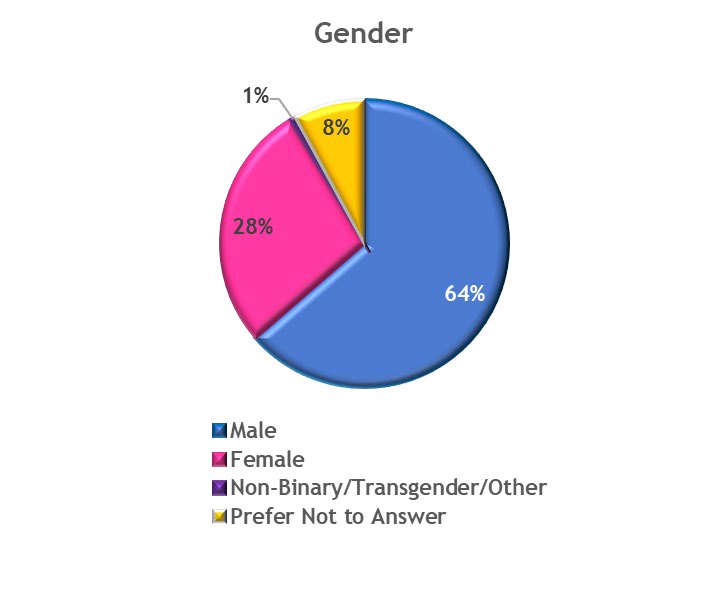 Gender
1%
8%
28%
64%
Male
Female
Non-Binary/Transgender/Other
Prefer Not to Answer